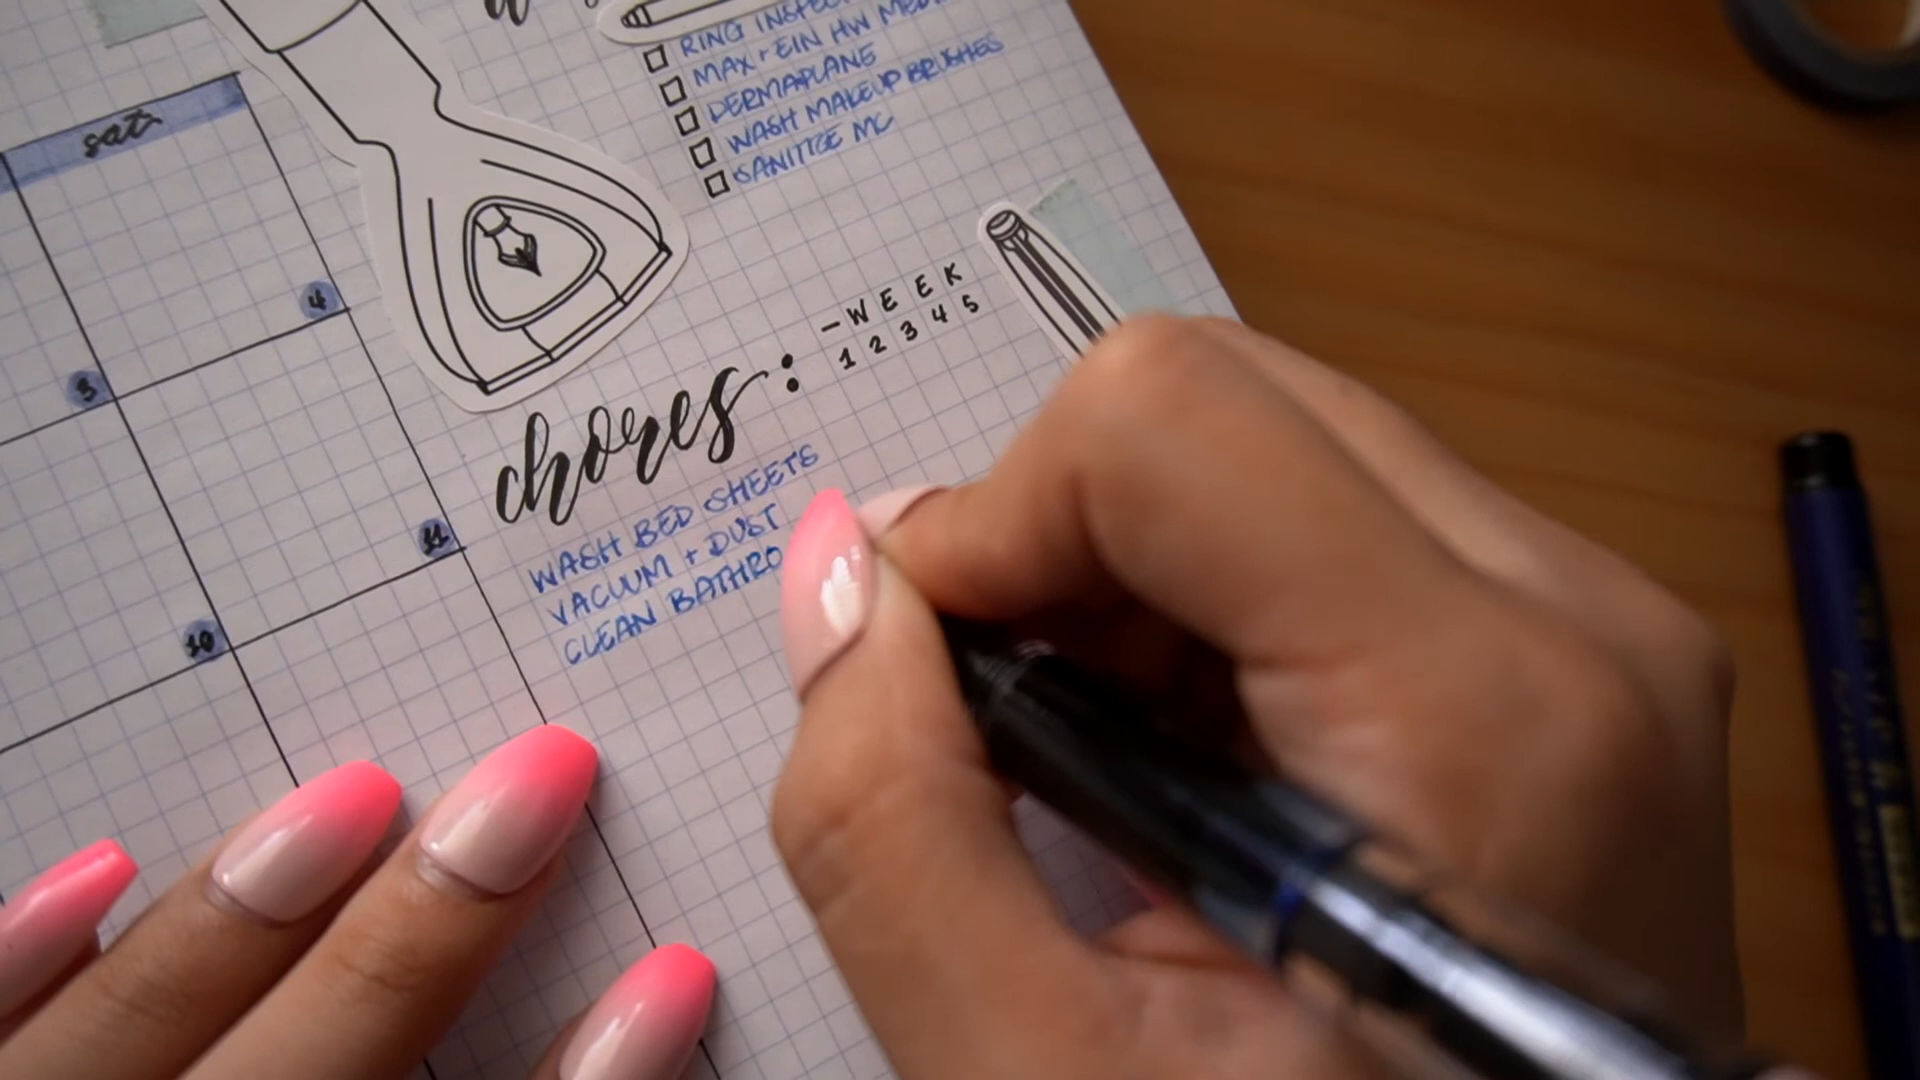 RING INSPEC
MAX + EIN HW MED
DERMAPLANE
WASH MAKEUP BRUSHES
SANITIZE MC
sat
4
3
- WEEK
1 2 3 4 5
chores:
WASH BED SHEETS
VACUUM + DUST
CLEAN BATHRO
11
10